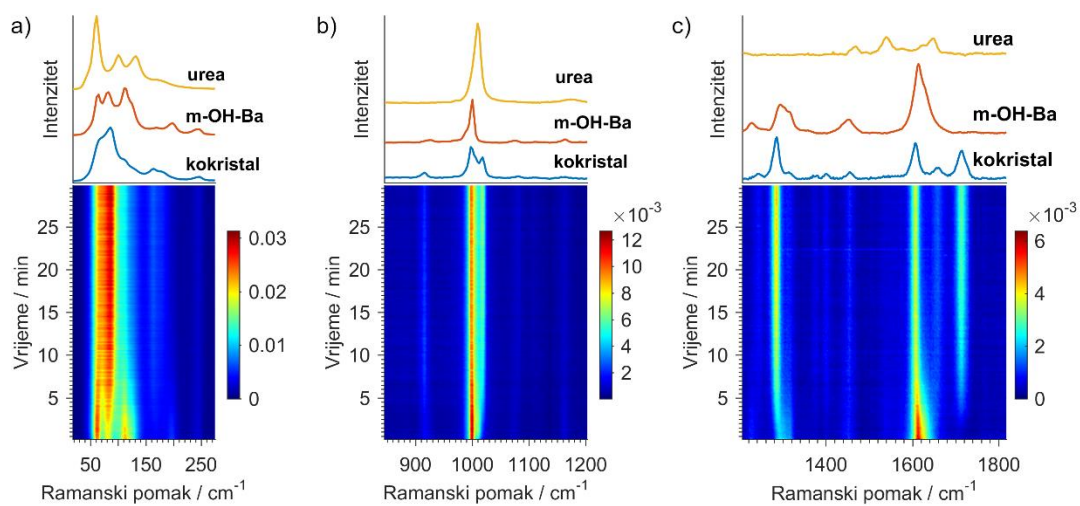 a)
Intenzitet
urea
m-OH-Ba
kokristal
Vrijeme / min
25
20
15
10
5
0.03
0.02
0.01
0
50 150 250
Ramanski pomak / cm⁻¹
b)
Intenzitet
urea
m-OH-Ba
kokristal
Vrijeme / min
25
20
15
10
5
×10⁻³
12
10
8
6
4
2
900 1000 1100 1200
Ramanski pomak / cm⁻¹
c)
Intenzitet
urea
m-OH-Ba
kokristal
Vrijeme / min
25
20
15
10
5
×10⁻³
6
4
2
0
1400 1600 1800
Ramanski pomak / cm⁻¹